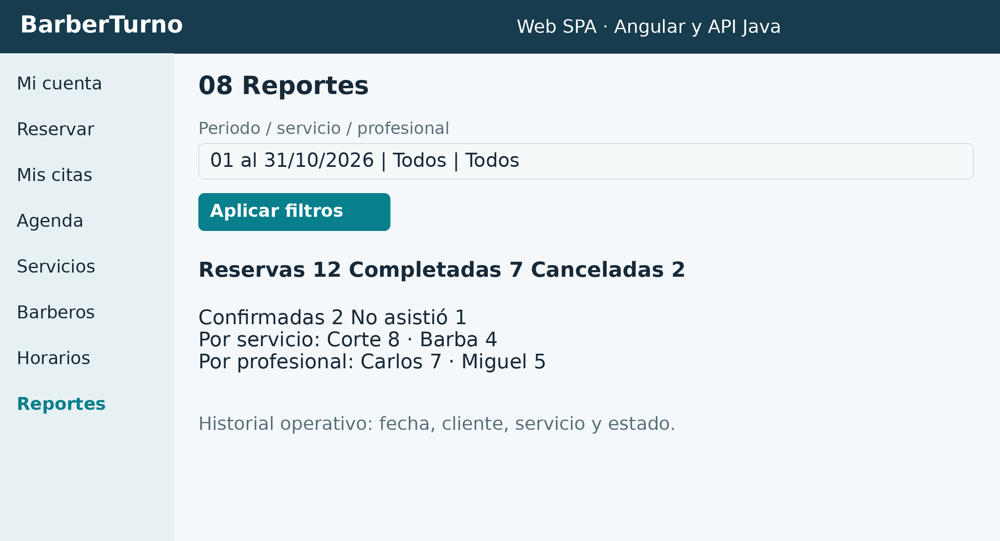 BarberTurno
Web SPA · Angular y API Java
Mi cuenta
Reservar
Mis citas
Agenda
Servicios
Barberos
Horarios
Reportes
08 Reportes
Periodo / servicio / profesional
01 al 31/10/2026 | Todos | Todos
Aplicar filtros
Reservas 12 Completadas 7 Canceladas 2
Confirmadas 2 No asistió 1
Por servicio: Corte 8 · Barba 4
Por profesional: Carlos 7 · Miguel 5
Historial operativo: fecha, cliente, servicio y estado.